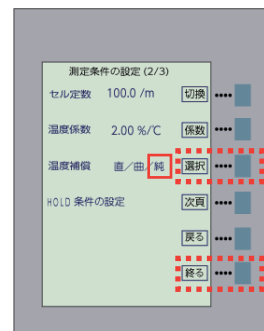 測定条件の設定 (2/3)
セル定数 100.0 /m 切換
温度係数 2.00 %/℃ 係数
温度補償 直/曲/純 選択
HOLD 条件の設定 次頁
戻る
終る